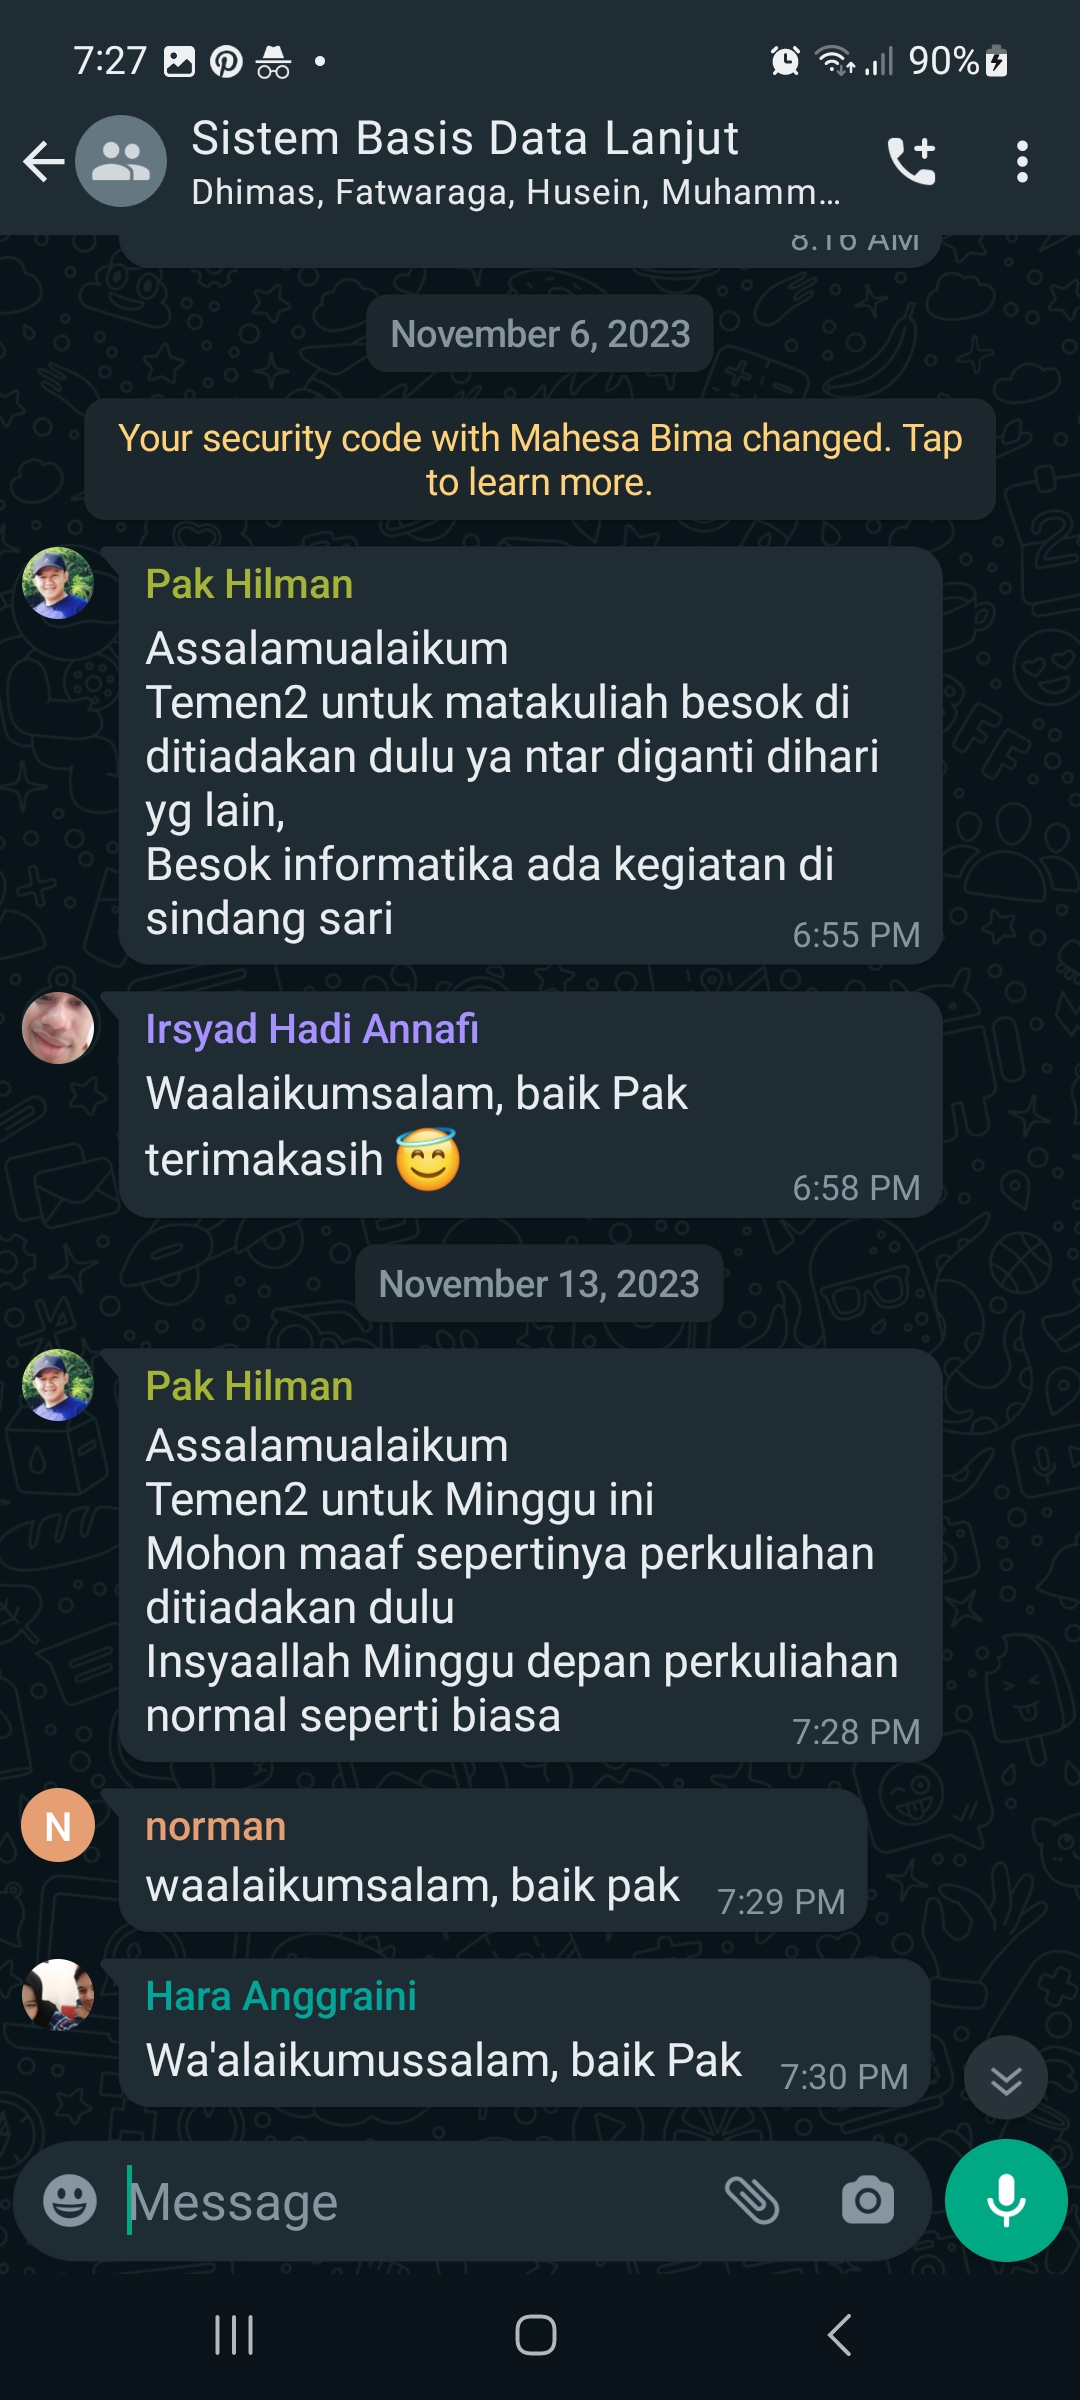 7:27
90%
Sistem Basis Data Lanjut
Dhimas, Fatwaraga, Husein, Muhamm...
8:16 AM
November 6, 2023
Your security code with Mahesa Bima changed. Tap
to learn more.
Pak Hilman
Assalamualaikum
Temen2 untuk matakuliah besok di
ditiadakan dulu ya ntar diganti dihari
yg lain,
Besok informatika ada kegiatan di
sindang sari
6:55 PM
Irsyad Hadi Annafi
Waalaikumsalam, baik Pak
terimakasih 😇
6:58 PM
November 13, 2023
Pak Hilman
Assalamualaikum
Temen2 untuk Minggu ini
Mohon maaf sepertinya perkuliahan
ditiadakan dulu
Insyaallah Minggu depan perkuliahan
normal seperti biasa
7:28 PM
N
norman
waalaikumsalam, baik pak
7:29 PM
Hara Anggraini
Wa'alaikumussalam, baik Pak
7:30 PM
Message